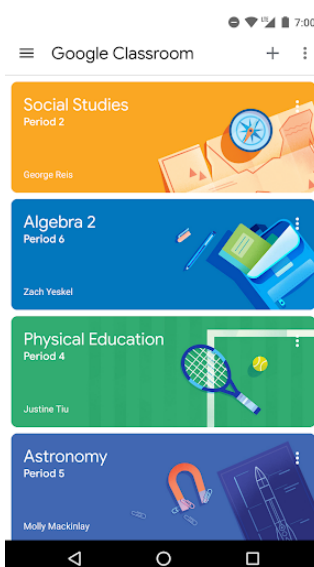 7:00
Google Classroom
Social Studies
Period 2
George Reis
Algebra 2
Period 6
Zach Yeskel
Physical Education
Period 4
Justine Tiu
Astronomy
Period 5
Molly Mackinlay